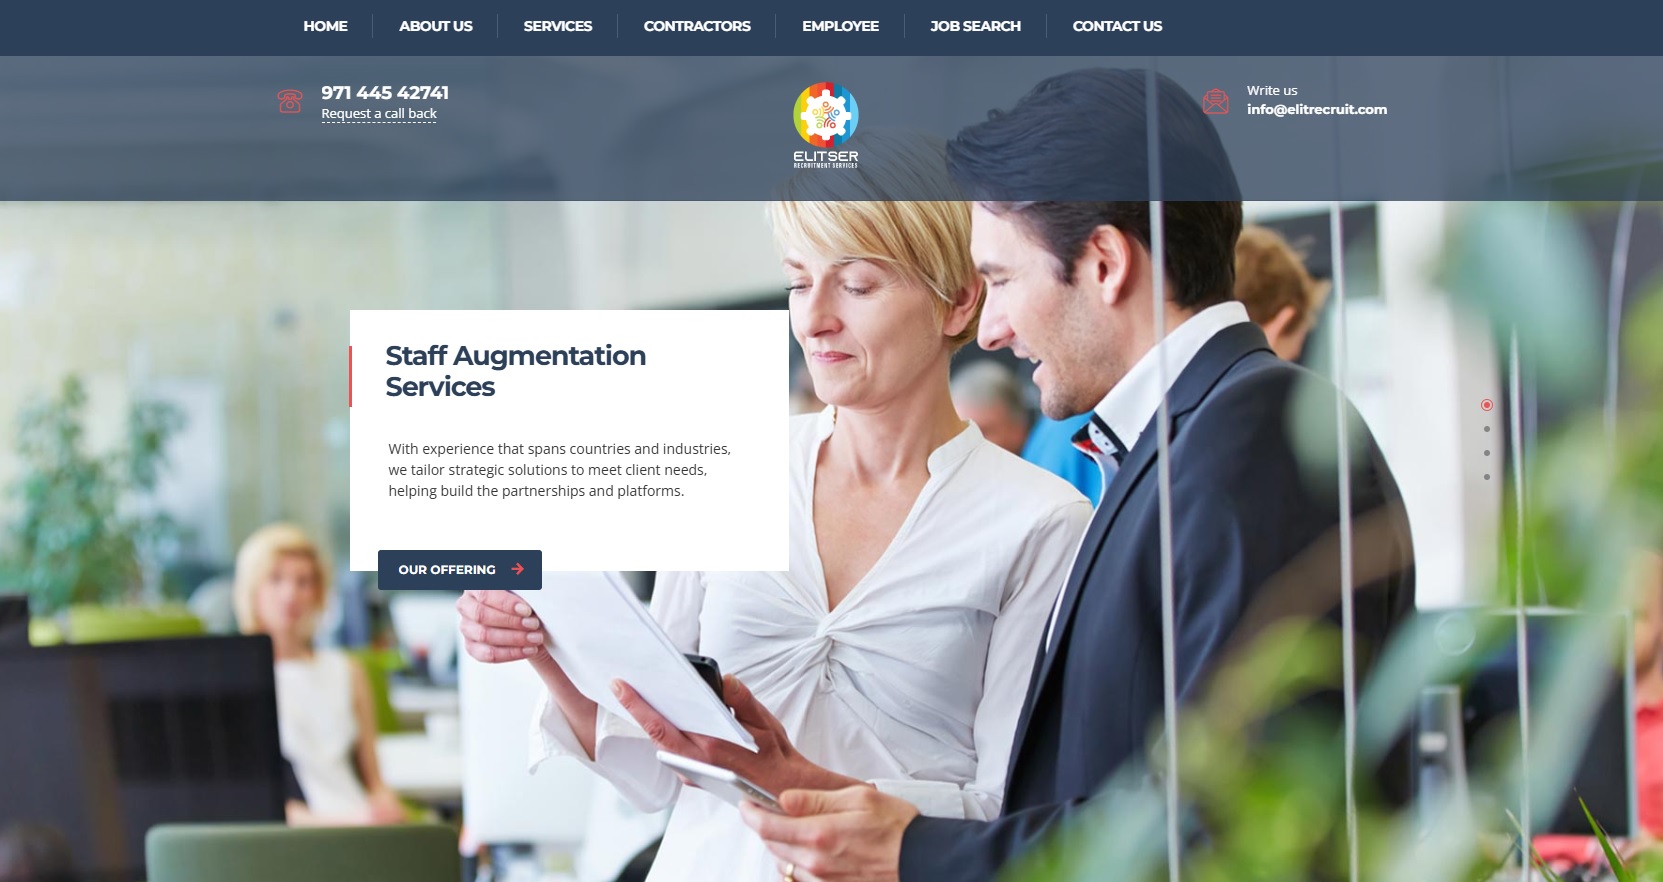 HOME ABOUT US SERVICES CONTRACTORS EMPLOYEE JOB SEARCH CONTACT US
971 445 42741
Request a call back
ELITSER
RECRUITMENT SERVICES
Write us
info@elitrecruit.com
Staff Augmentation
Services
With experience that spans countries and industries,
we tailor strategic solutions to meet client needs,
helping build the partnerships and platforms.
OUR OFFERING